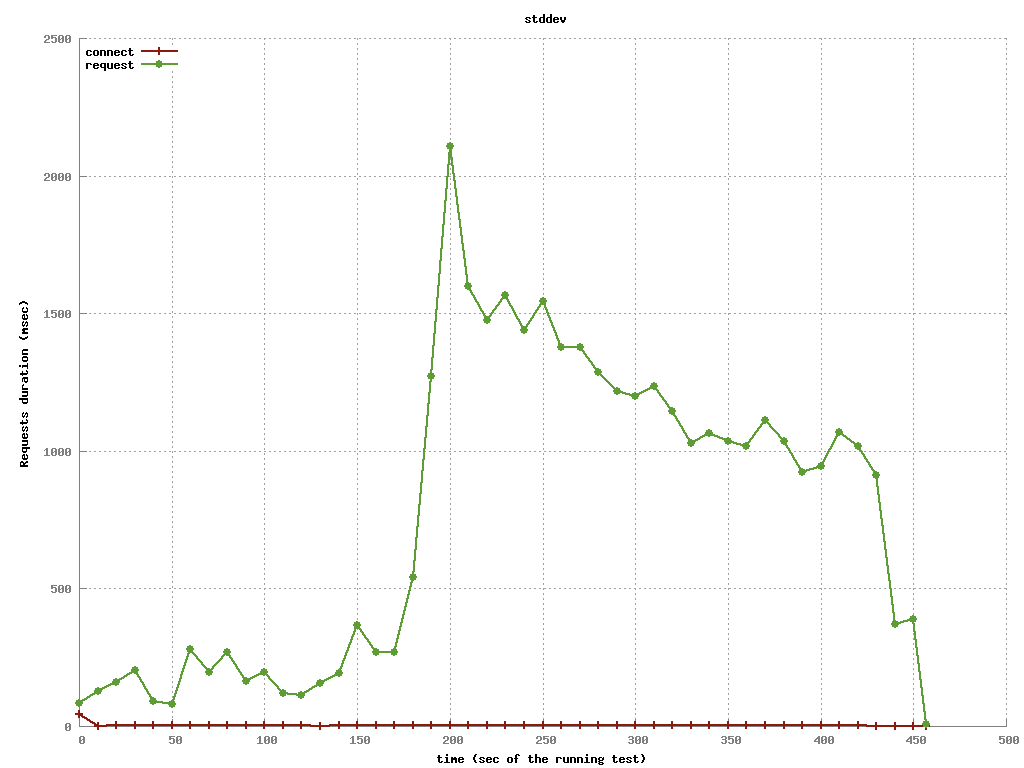 stddev
connect
request
2500
2000
1500
1000
500
0
Requests duration (msec)
0 50 100 150 200 250 300 350 400 450 500
time (sec of the running test)